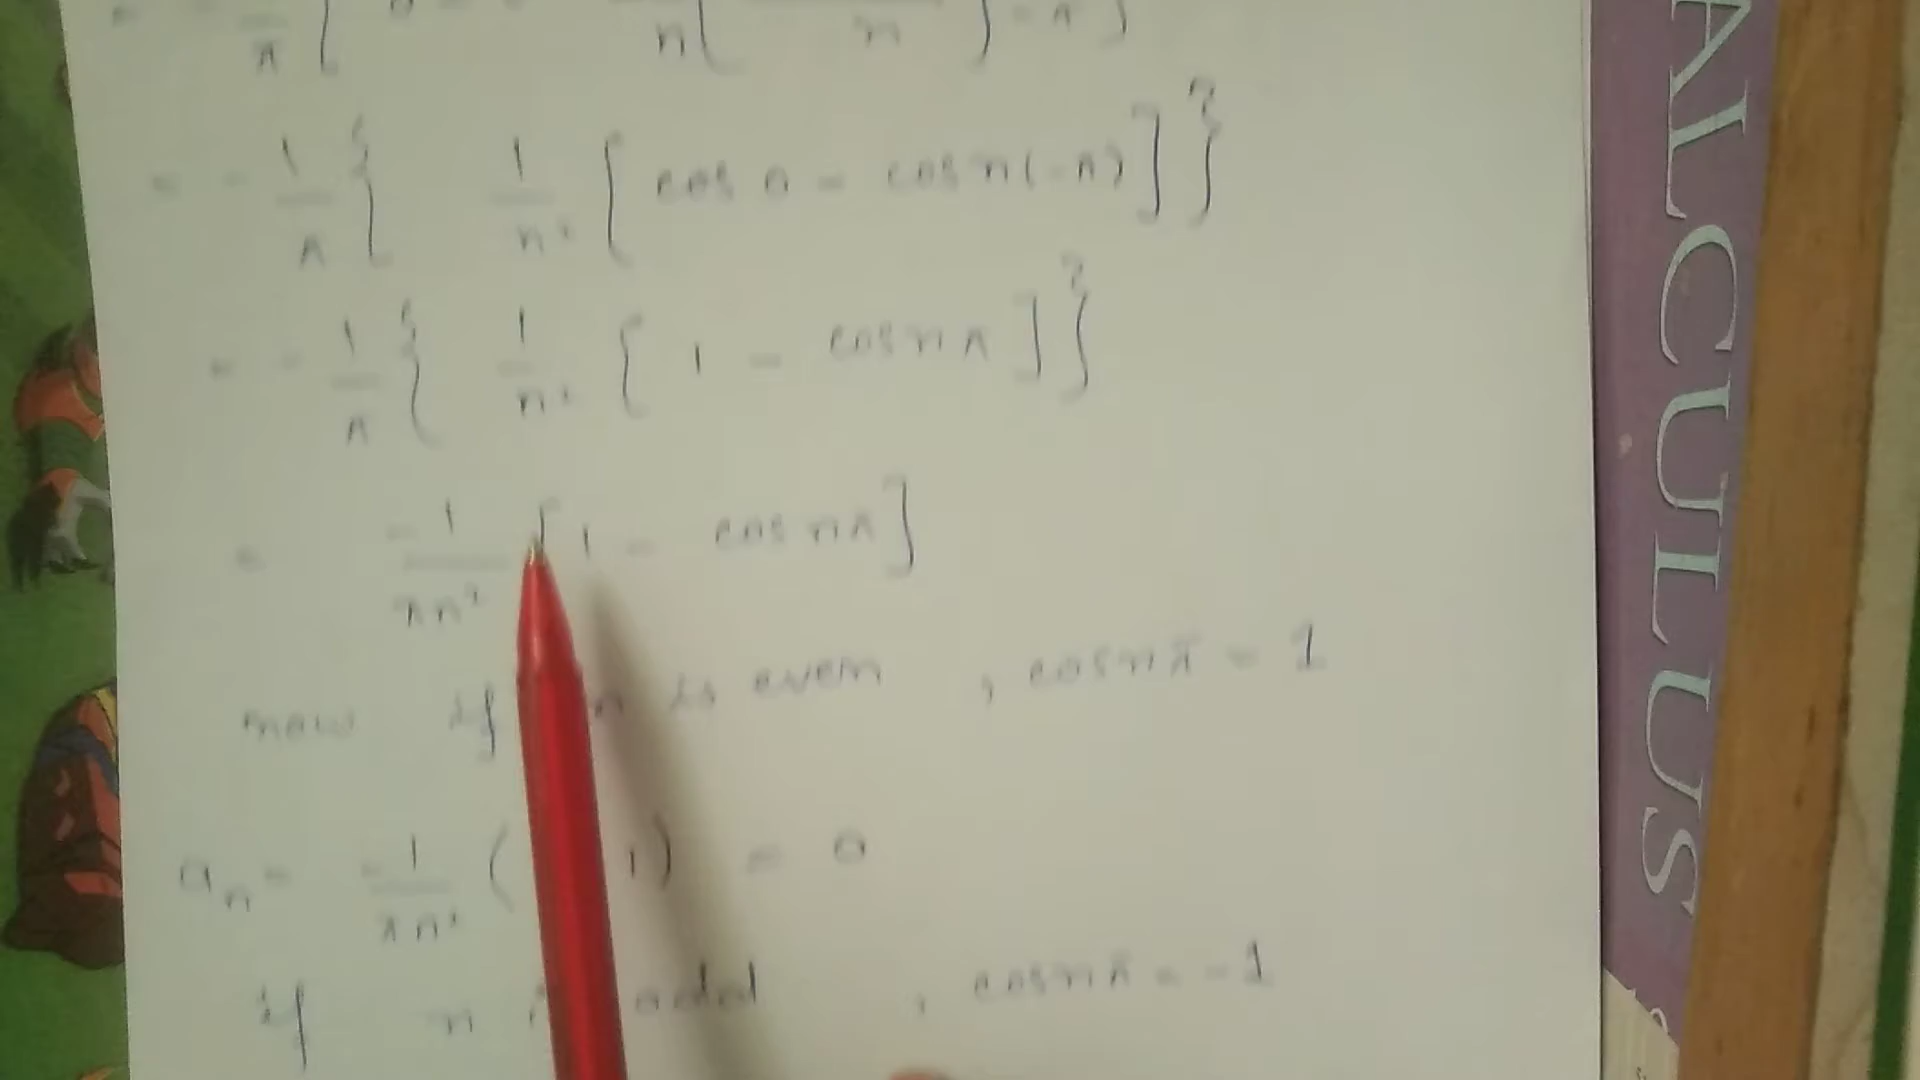 = -1/π { 1/n² [ cos 0 - cos n(-π) ] }
= -1/π { 1/n² { 1 - cos nπ ] }
= -1/πn² [ 1 - cos nπ ]
now if n is even , cos nπ = 1
aₙ = -1/πn² ( 1) = 0
if n odd , cos nπ = -1
ALCULUS